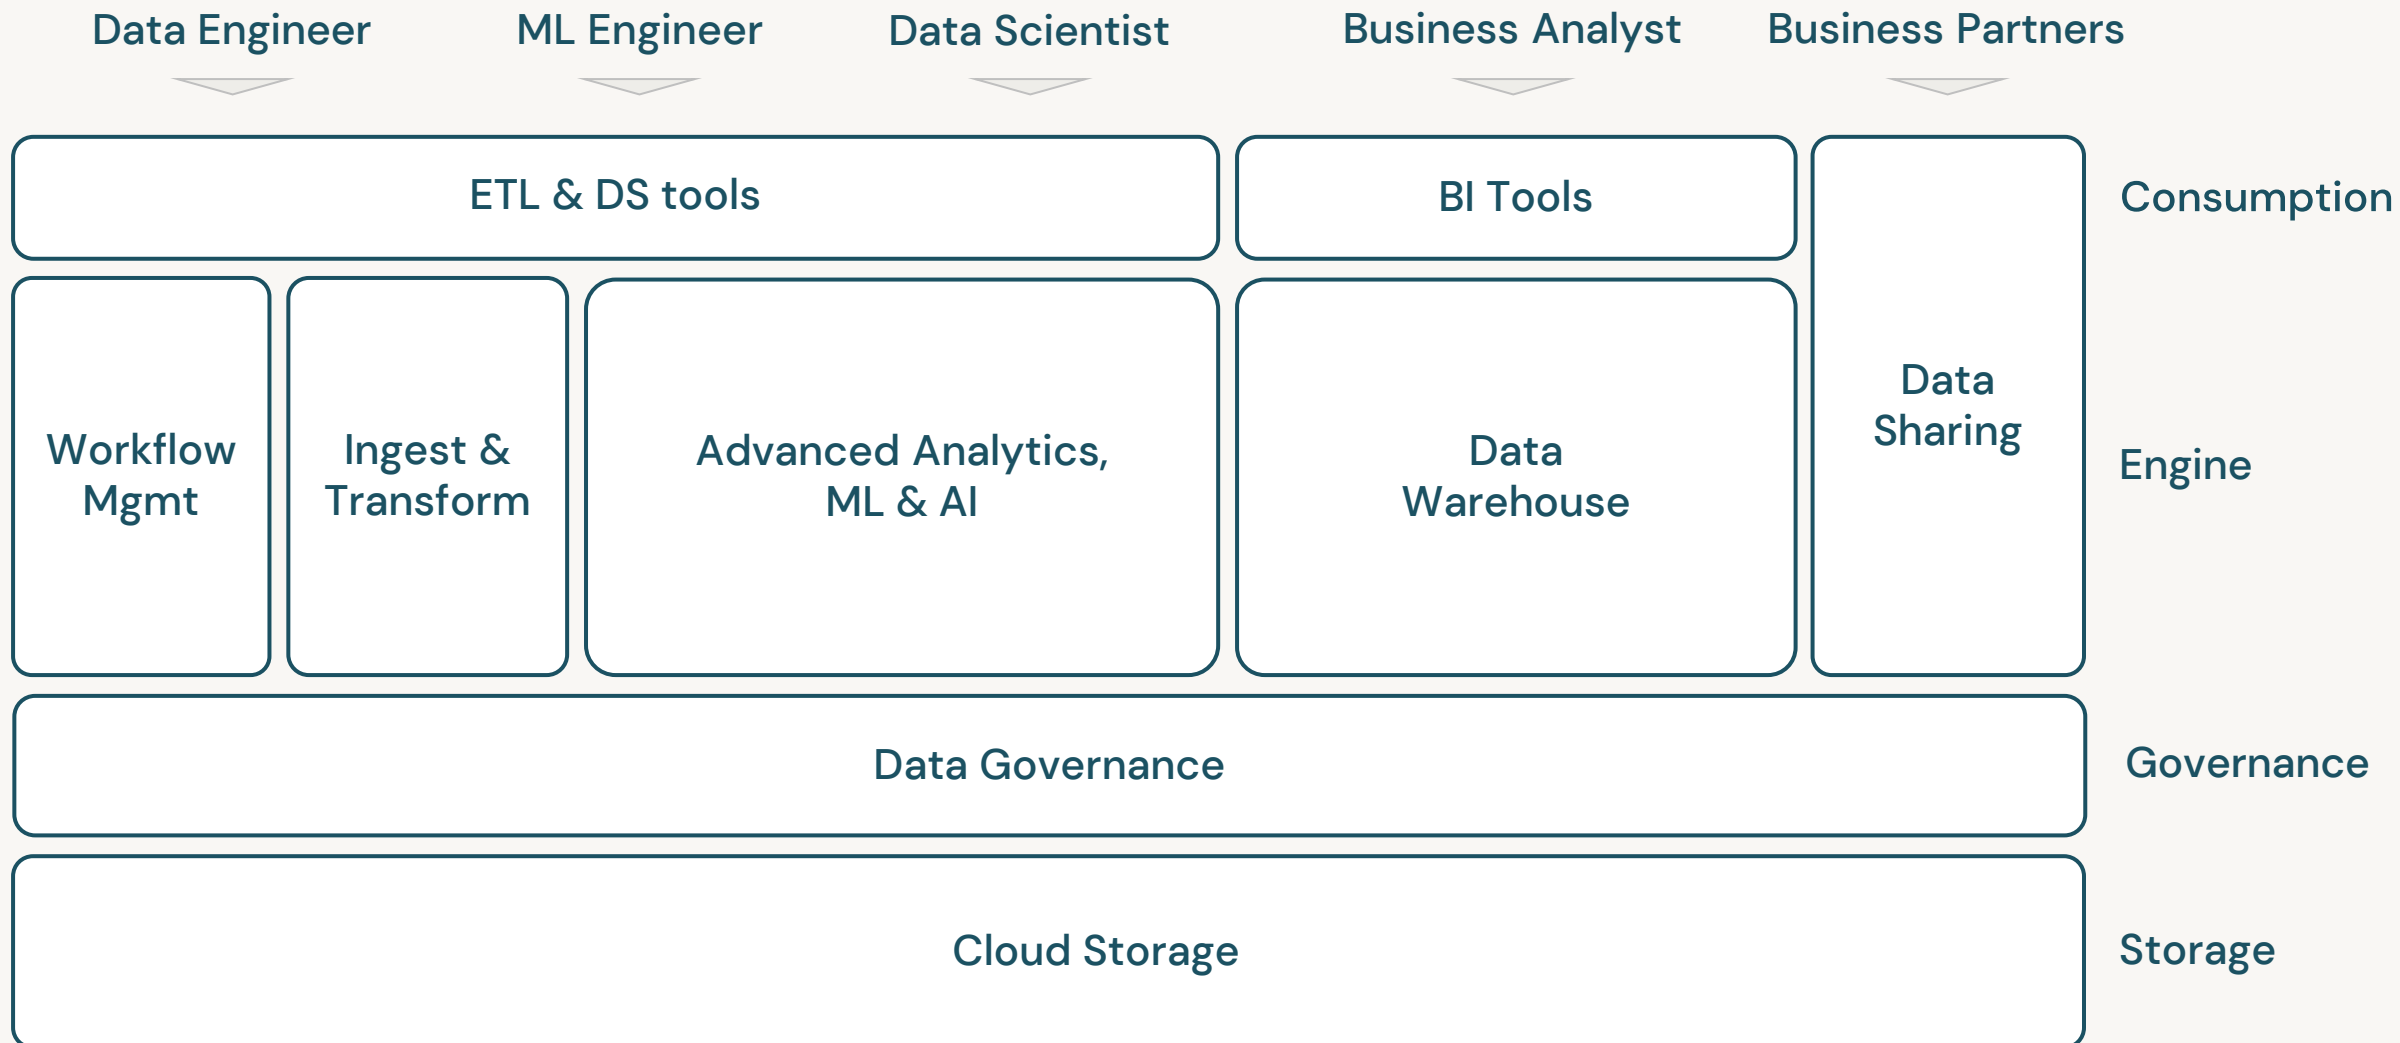 Data Engineer
ML Engineer
Data Scientist
Business Analyst
Business Partners
ETL & DS tools
BI Tools
Consumption
Workflow
Mgmt
Ingest &
Transform
Advanced Analytics,
ML & AI
Data
Warehouse
Data
Sharing
Engine
Data Governance
Governance
Cloud Storage
Storage